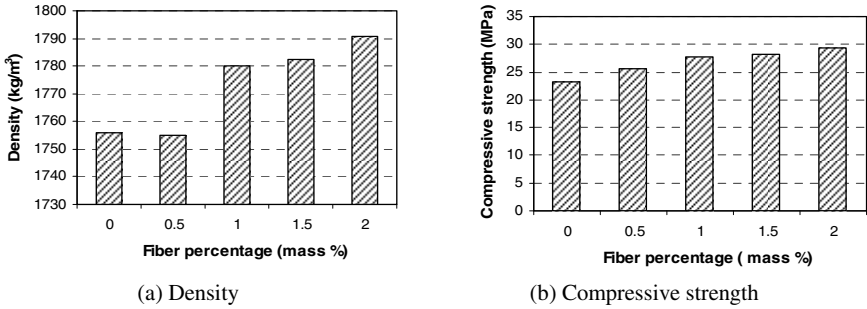 1800
1790
1780
1770
1760
1750
1740
1730
Density (kg/m³)
0 0.5 1 1.5 2
Fiber percentage (mass %)
(a) Density
35
30
25
20
15
10
5
0
Compressive strength (MPa)
0 0.5 1 1.5 2
Fiber percentage ( mass %)
(b) Compressive strength